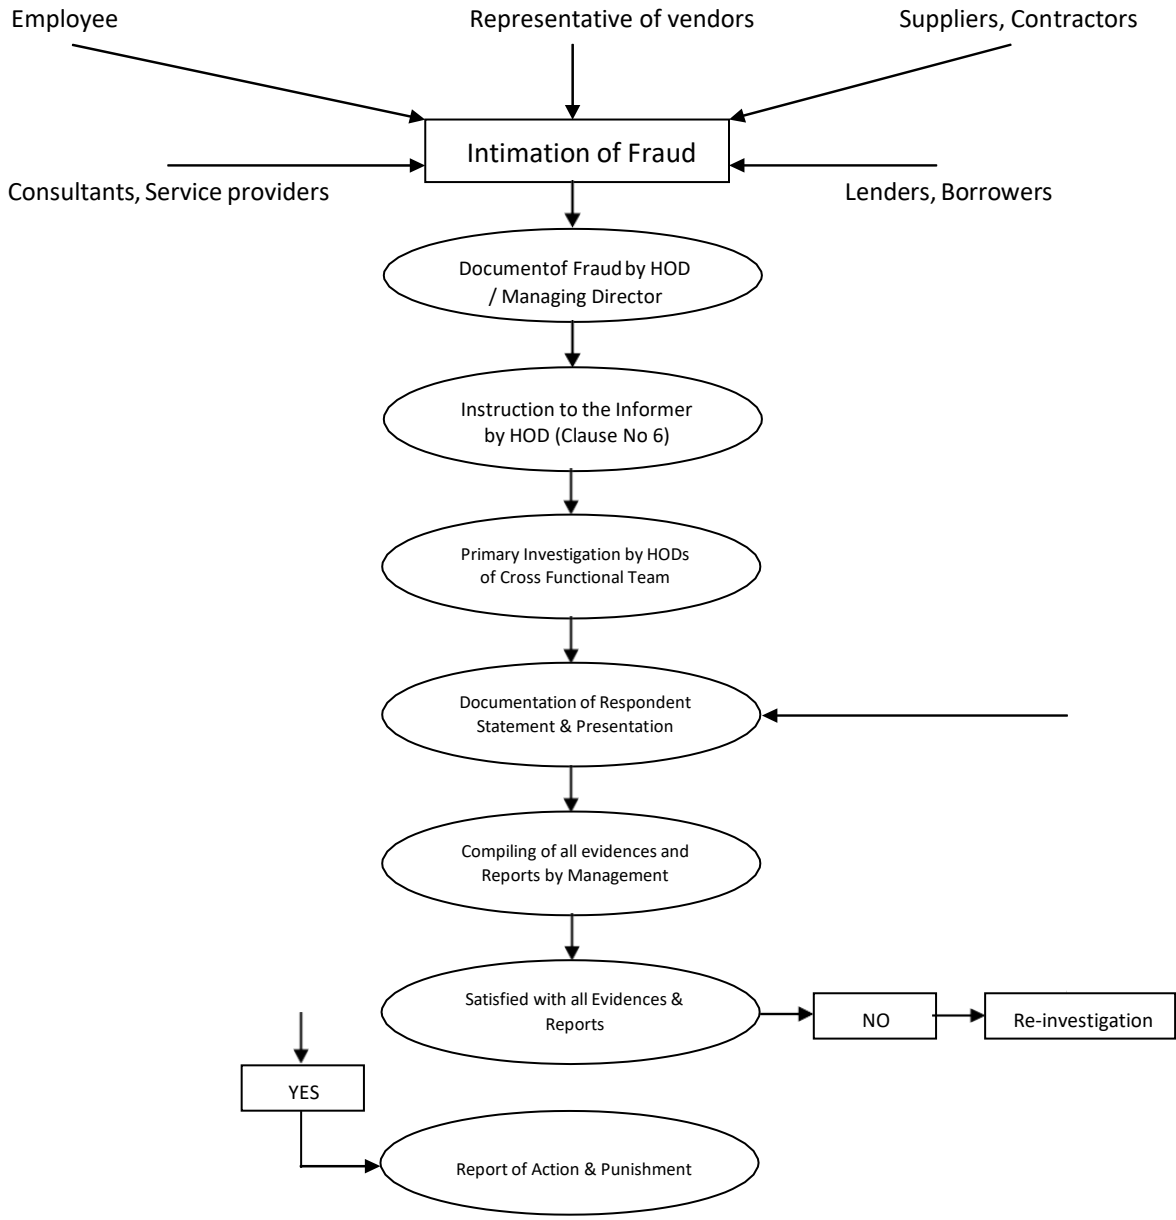 Employee
Representative of vendors
Suppliers, Contractors
Intimation of Fraud
Consultants, Service providers
Lenders, Borrowers
Documentof Fraud by HOD
/ Managing Director
Instruction to the Informer
by HOD (Clause No 6)
Primary Investigation by HODs
of Cross Functional Team
Documentation of Respondent
Statement & Presentation
Compiling of all evidences and
Reports by Management
Satisfied with all Evidences &
Reports
NO
Re-investigation
YES
Report of Action & Punishment